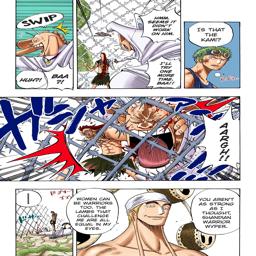 IS THAT
THE
KAMI?
HMM.
SEEMS IT
DIDN'T
WORK ON
HIM.
I'LL
TRY IT
ONE MORE
TIME,
BAA!!
SWIP
BAA
?!
HUH?!
AARGH!!
YOU AREN'T
AS STRONG
AS I
THOUGHT,
SHANDIAN
WARRIOR
WYPER.
WOMEN CAN
BE WARRIORS
TOO. THE
LAMBS THAT
CHALLENGE
ME ARE
ALL EQUAL
IN MY
EYES.